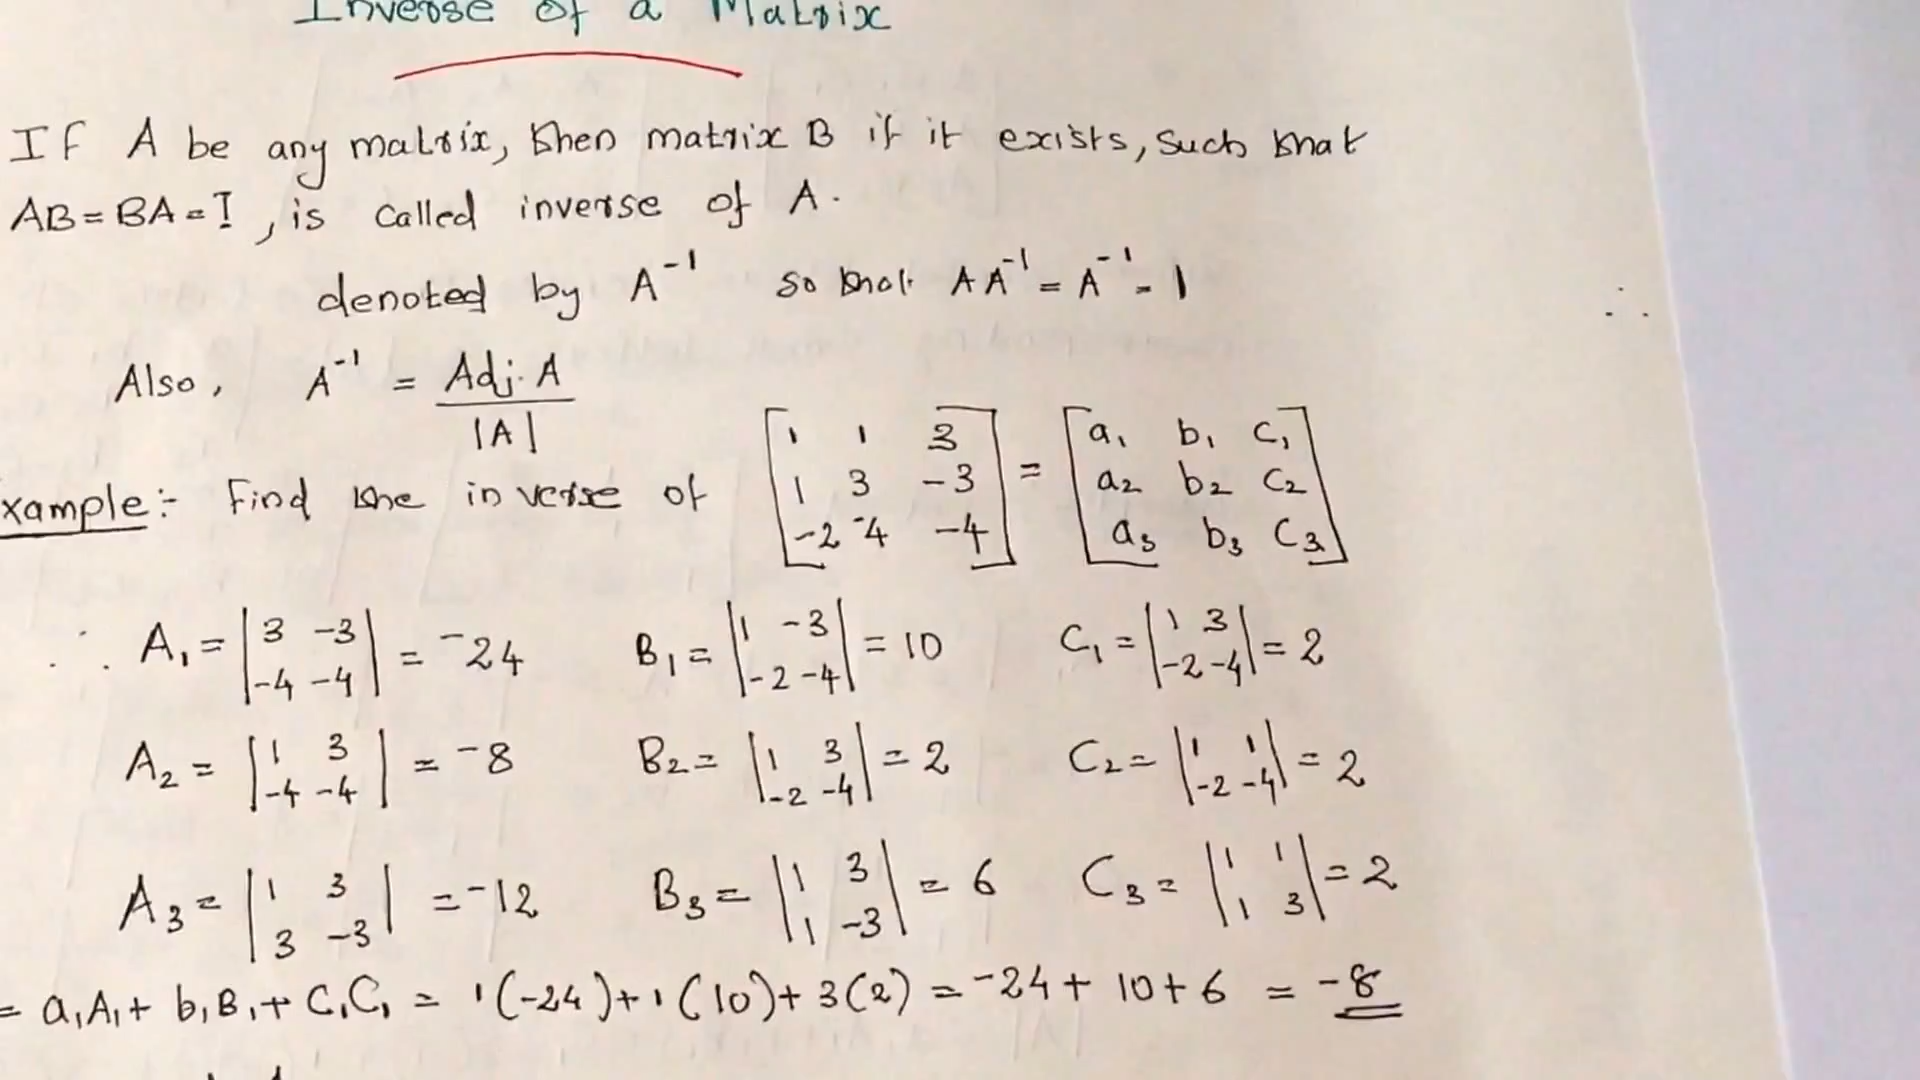 Inverse of a Matrix
If A be any matrix, then matrix B if it exists, such that
AB = BA = I, is called inverse of A.
denoted by A⁻¹ so that AA⁻¹ = A⁻¹ = 1
Also, A⁻¹ = Adj. A / |A|
xample:- Find the inverse of [1 1 3; 1 3 -3; -2 -4 -4] = [a₁ b₁ c₁; a₂ b₂ c₂; a₃ b₃ c₃]
∴ A₁ = |3 -3; -4 -4| = -24 B₁ = |1 -3; -2 -4| = 10 C₁ = |1 3; -2 -4| = 2
A₂ = |1 3; -4 -4| = -8 B₂ = |1 3; -2 -4| = 2 C₂ = |1 1; -2 -4| = 2
A₃ = |1 3; 3 -3| = -12 B₃ = |1 3; 1 -3| = 6 C₃ = |1 1; 1 3| = 2
= a₁A₁ + b₁B₁ + C₁C₁ = 1(-24) + 1(10) + 3(2) = -24 + 10 + 6 = -8